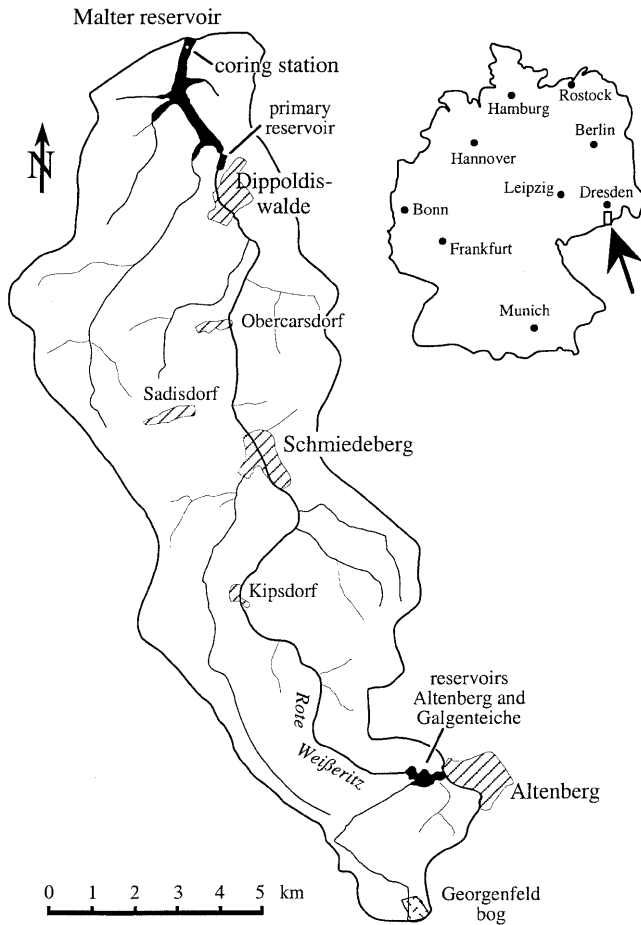 Malter reservoir
coring station
primary
reservoir
N
Dippoldis-
walde
Obercarsdorf
Sadisdorf
Schmiedeberg
Kipsdorf
reservoirs
Altenberg and
Galgenteiche
Rote
Weißeritz
Altenberg
Georgenfeld
bog
0 1 2 3 4 5 km
Rostock
Hamburg
Berlin
Hannover
Leipzig
Dresden
Bonn
Frankfurt
Munich